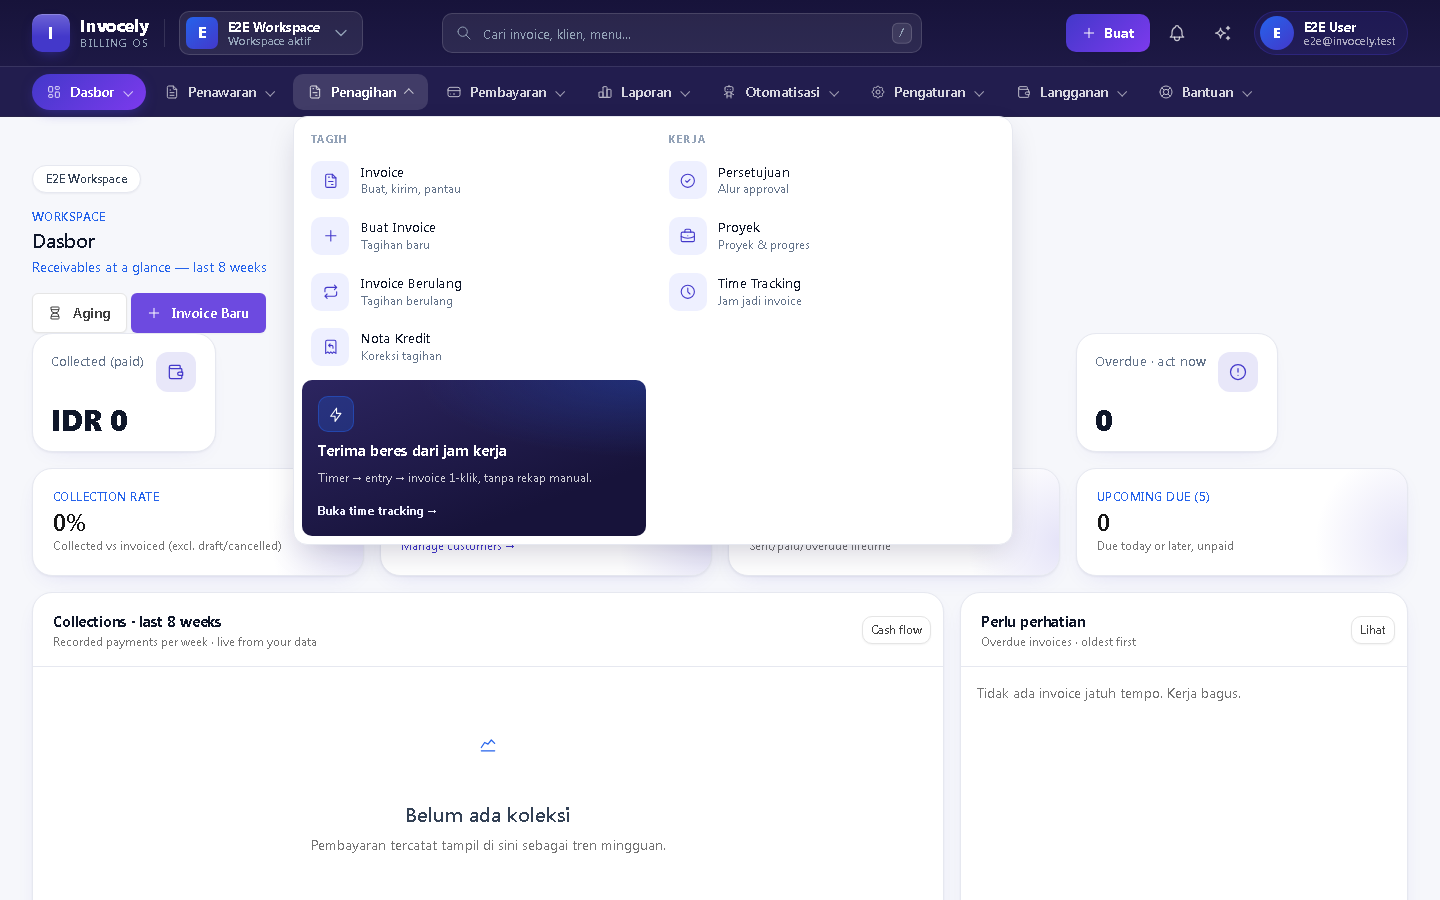 I
Invocely
BILLING OS
E
E2E Workspace
Workspace aktif
Cari invoice, klien, menu...
/
Buat
E
E2E User
e2e@invocely.test
Dasbor
Penawaran
Penagihan
Pembayaran
Laporan
Otomatisasi
Pengaturan
Langganan
Bantuan
TAGIH
Invoice
Buat, kirim, pantau
Buat Invoice
Tagihan baru
Invoice Berulang
Tagihan berulang
Nota Kredit
Koreksi tagihan
KERJA
Persetujuan
Alur approval
Proyek
Proyek & progres
Time Tracking
Jam jadi invoice
Terima beres dari jam kerja
Timer → entry → invoice 1-klik, tanpa rekap manual.
Buka time tracking →
E2E Workspace
WORKSPACE
Dasbor
Receivables at a glance — last 8 weeks
Aging
Invoice Baru
Collected (paid)
IDR 0
Overdue · act now
0
COLLECTION RATE
0%
Collected vs invoiced (excl. draft/cancelled)
Manage customers →
Sent/paid/overdue lifetime
UPCOMING DUE (5)
0
Due today or later, unpaid
Collections · last 8 weeks
Recorded payments per week · live from your data
Cash flow
Belum ada koleksi
Pembayaran tercatat tampil di sini sebagai tren mingguan.
Perlu perhatian
Overdue invoices · oldest first
Lihat
Tidak ada invoice jatuh tempo. Kerja bagus.